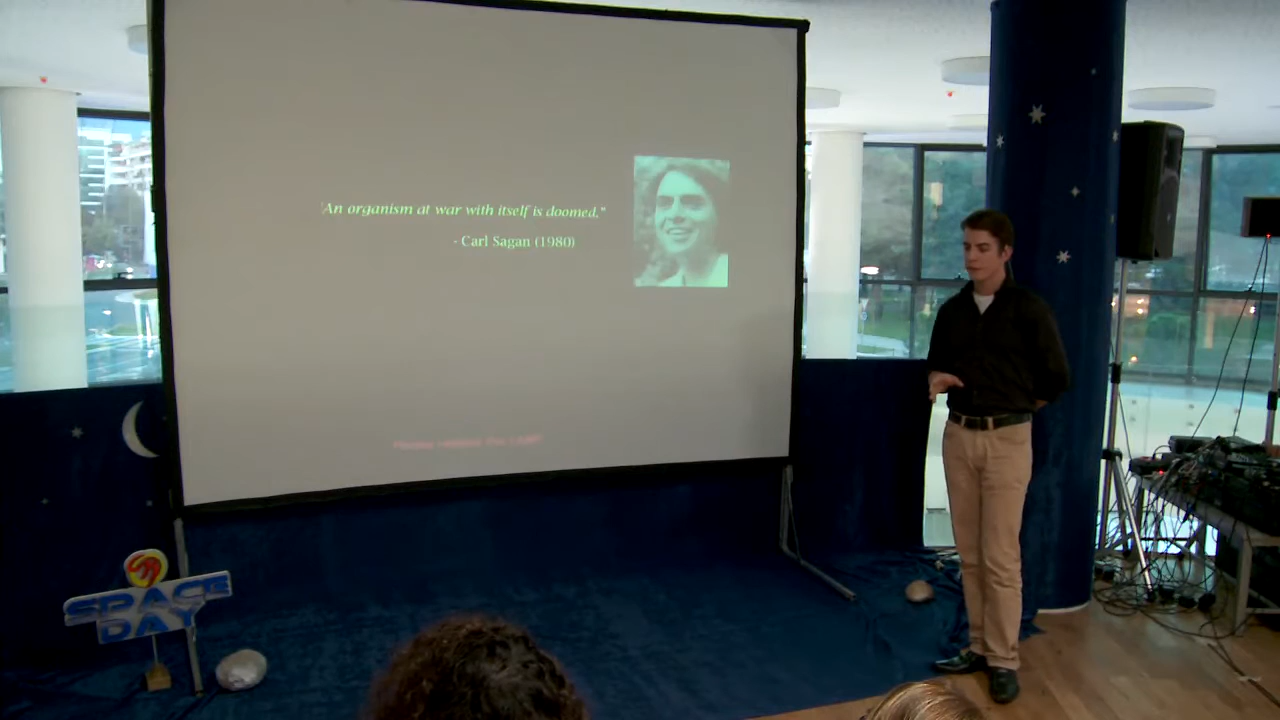 "An organism at war with itself is doomed."
- Carl Sagan (1980)
SPACE
DAY